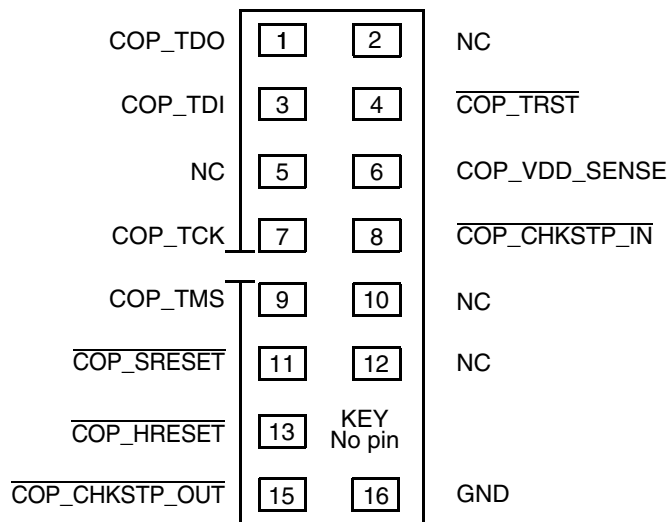 COP_TDO 1 2 NC
COP_TDI 3 4 COP_TRST
NC 5 6 COP_VDD_SENSE
COP_TCK 7 8 COP_CHKSTP_IN
COP_TMS 9 10 NC
COP_SRESET 11 12 NC
COP_HRESET 13 KEY
No pin
COP_CHKSTP_OUT 15 16 GND